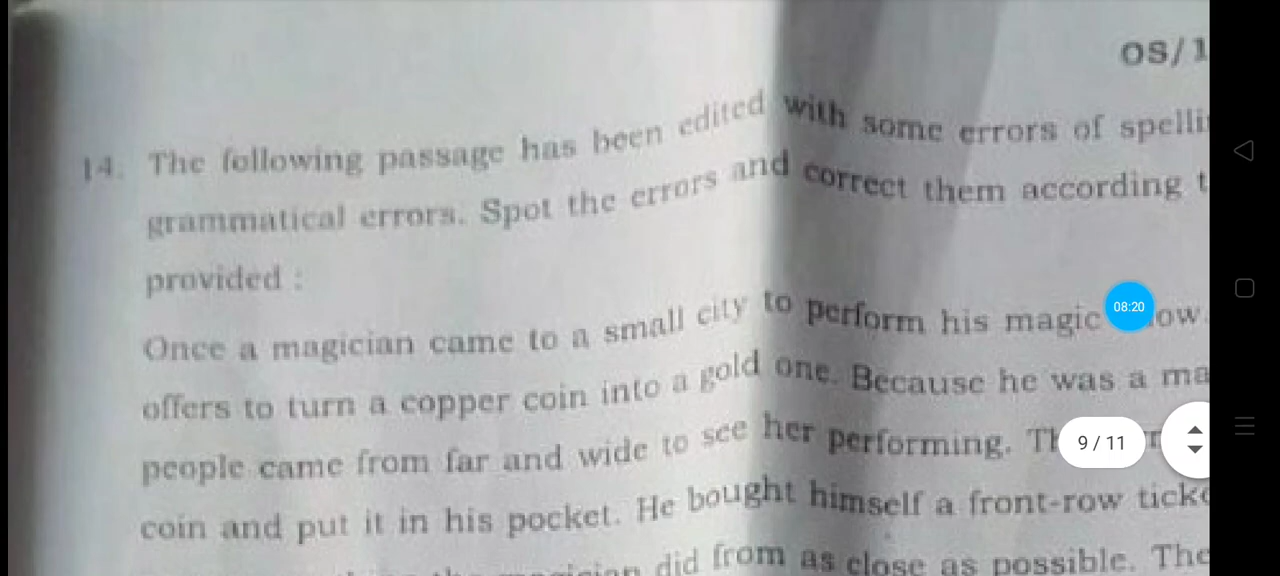 OS/1
14. The following passage has been edited with some errors of spelli
grammatical errors. Spot the errors and correct them according t
provided :
Once a magician came to a small city to perform his magic ow.
08:20
offers to turn a copper coin into a gold one. Because he was a ma
people came from far and wide to see her performing. Th
9 / 11
coin and put it in his pocket. He bought himself a front-row ticke
magician did from as close as possible. The